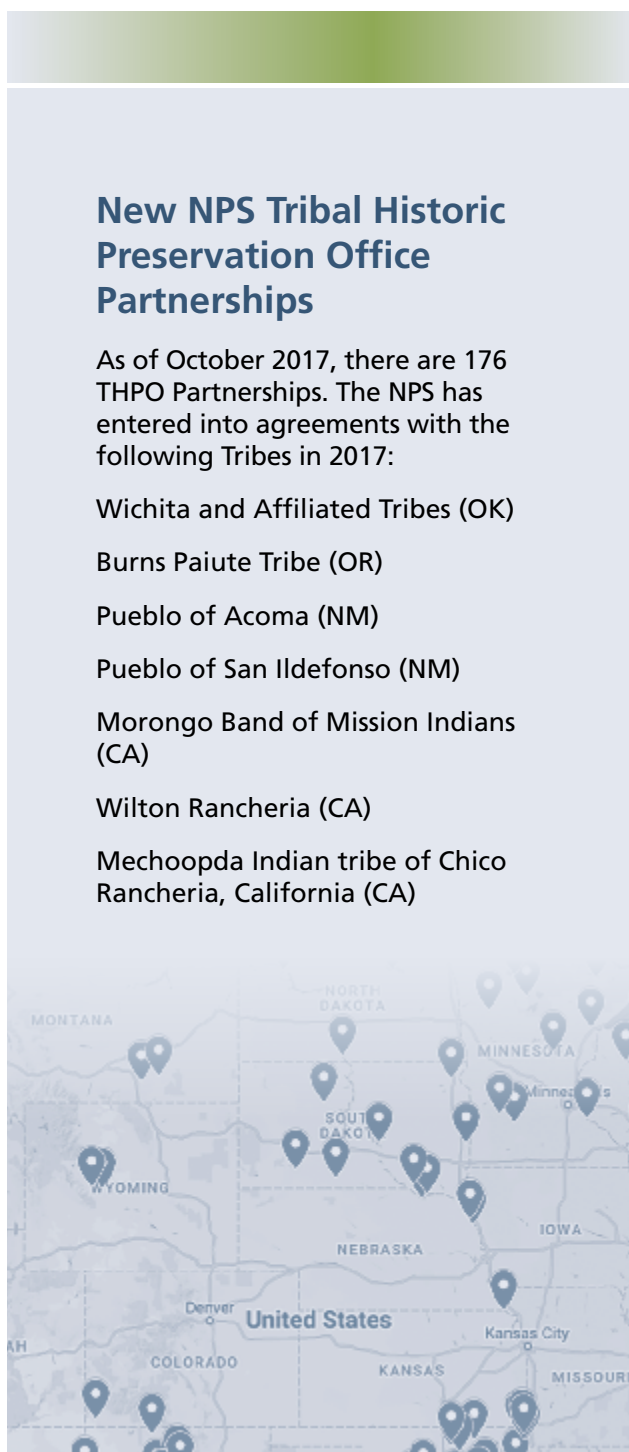 New NPS Tribal Historic
Preservation Office
Partnerships
As of October 2017, there are 176
THPO Partnerships. The NPS has
entered into agreements with the
following Tribes in 2017:
Wichita and Affiliated Tribes (OK)
Burns Paiute Tribe (OR)
Pueblo of Acoma (NM)
Pueblo of San Ildefonso (NM)
Morongo Band of Mission Indians
(CA)
Wilton Rancheria (CA)
Mechoopda Indian tribe of Chico
Rancheria, California (CA)
NORTH
DAKOTA
MONTANA
MINNESOTA
SOUTH
DAKOTA
WYOMING
IOWA
NEBRASKA
Denver
United States
Kansas City
COLORADO
KANSAS
MISSOURI